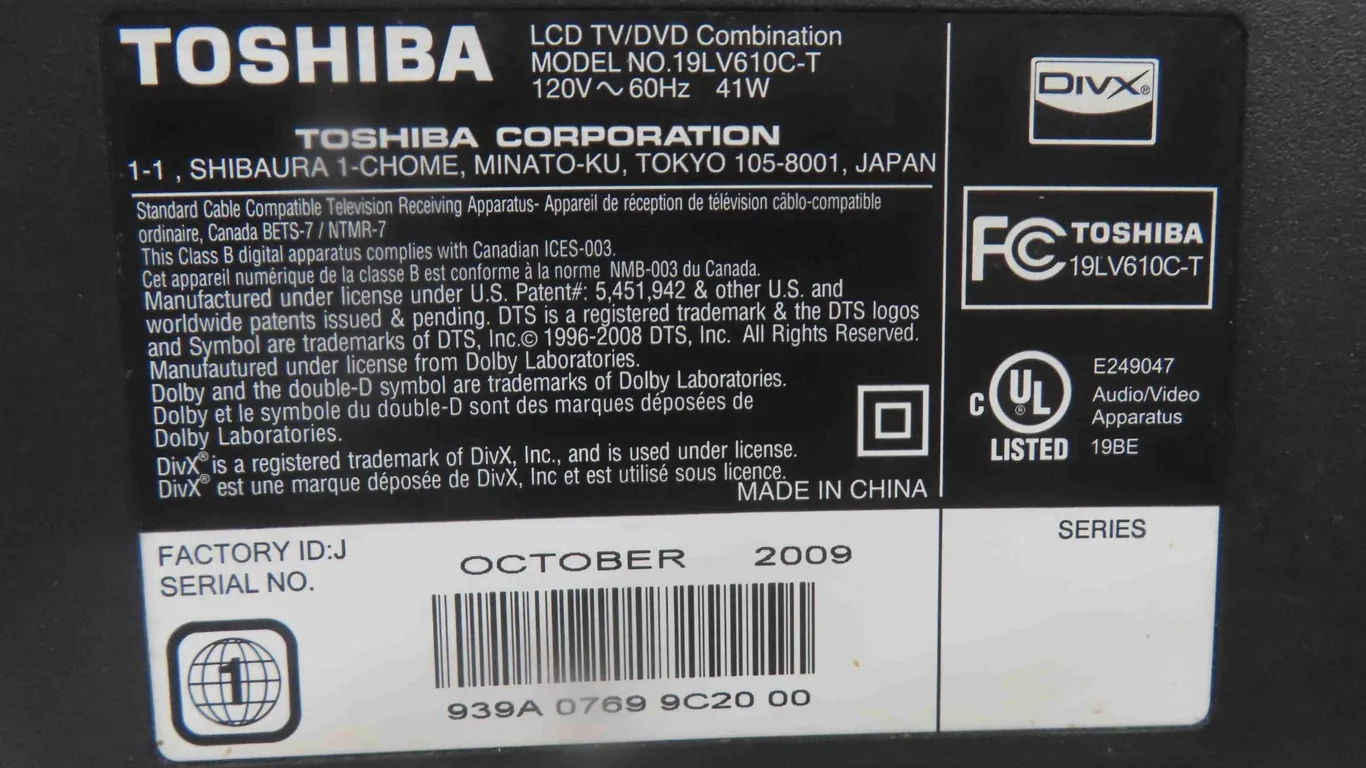 TOSHIBA
LCD TV/DVD Combination
MODEL NO.19LV610C-T
120V~60Hz 41W
TOSHIBA CORPORATION
1-1 , SHIBAURA 1-CHOME, MINATO-KU, TOKYO 105-8001, JAPAN
Standard Cable Compatible Television Receiving Apparatus- Appareil de réception de télévision câblo-compatible
ordinaire, Canada BETS-7 / NTMR-7
This Class B digital apparatus complies with Canadian ICES-003.
Cet appareil numérique de la classe B est conforme à la norme NMB-003 du Canada.
Manufactured under license under U.S. Patent#: 5,451,942 & other U.S. and
worldwide patents issued & pending. DTS is a registered trademark & the DTS logos
and Symbol are trademarks of DTS, Inc.© 1996-2008 DTS, Inc. All Rights Reserved.
Manufautured under license from Dolby Laboratories.
Dolby and the double-D symbol are trademarks of Dolby Laboratories.
Dolby et le symbole du double-D sont des marques déposées de
Dolby Laboratories.
DivX® is a registered trademark of DivX, Inc., and is used under license.
DivX® est une marque déposée de DivX, Inc et est utilisé sous licence.
MADE IN CHINA
DIVX®
FC TOSHIBA
19LV610C-T
C UL® LISTED
E249047
Audio/Video
Apparatus
19BE
FACTORY ID:J
SERIAL NO.
OCTOBER 2009
1
939A 0769 9C20 00
SERIES